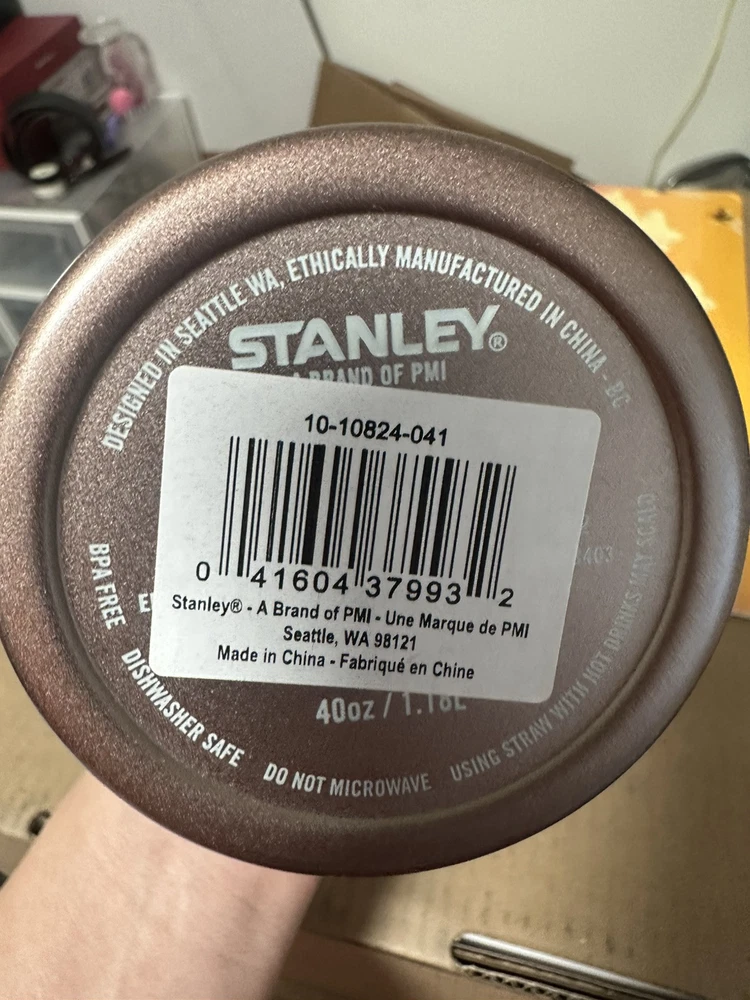 DESIGNED IN SEATTLE WA, ETHICALLY MANUFACTURED IN CHINA - BC
STANLEY®
A BRAND OF PMI
10-10824-041
0 41604 37993 2
Stanley® - A Brand of PMI - Une Marque de PMI
Seattle, WA 98121
Made in China - Fabriqué en Chine
40oz / 1.18L
BPA FREE
DISHWASHER SAFE
DO NOT MICROWAVE
USING STRAW WITH HOT DRINKS MAY SCALD